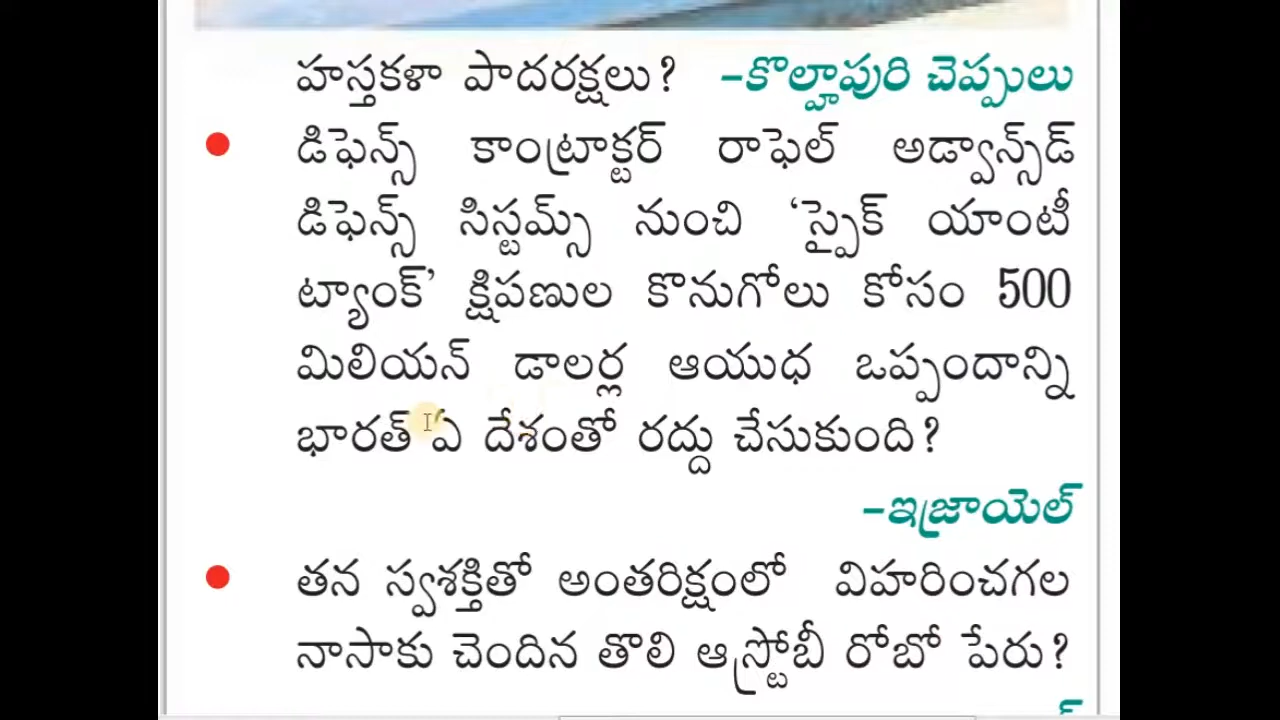 హస్తకళా పాదరక్షలు? -కొల్హాపురి చెప్పులు
డిఫెన్స్ కాంట్రాక్టర్ రాఫెల్ అడ్వాన్స్‌డ్
డిఫెన్స్ సిస్టమ్స్ నుంచి ‘స్పైక్ యాంటీ
ట్యాంక్’ క్షిపణుల కొనుగోలు కోసం 500
మిలియన్ డాలర్ల ఆయుధ ఒప్పందాన్ని
భారత్ ఏ దేశంతో రద్దు చేసుకుంది?
-ఇజ్రాయెల్
తన స్వశక్తితో అంతరిక్షంలో విహరించగల
నాసాకు చెందిన తొలి ఆస్ట్రోబీ రోబో పేరు?